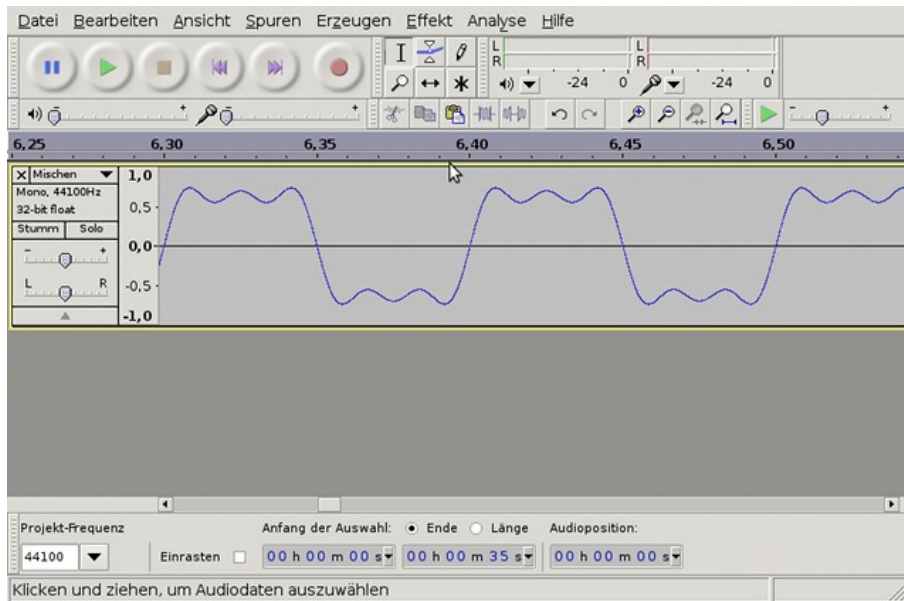 Datei Bearbeiten Ansicht Spuren Erzeugen Effekt Analyse Hilfe
L
R
-24 0
L
R
-24 0
6,25 6,30 6,35 6,40 6,45 6,50
X Mischen
Mono, 44100Hz
32-bit float
Stumm Solo
- +
L R
1,0
0,5
0,0
-0,5
-1,0
Projekt-Frequenz Anfang der Auswahl: Ende Länge Audioposition:
44100 Einrasten 00 h 00 m 00 s 00 h 00 m 35 s 00 h 00 m 00 s
Klicken und ziehen, um Audiodaten auszuwählen